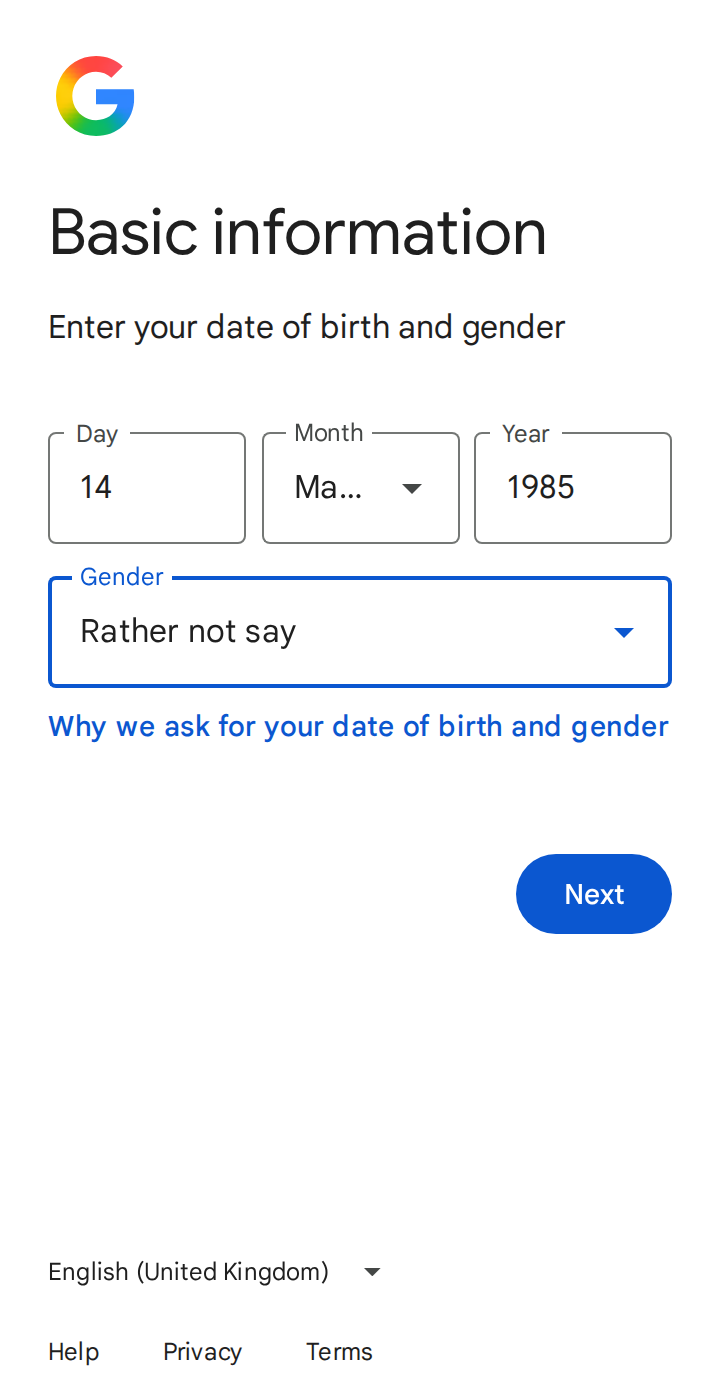 Basic information
Enter your date of birth and gender
Day Month Year
14 Ma... 1985
Gender
Rather not say
Why we ask for your date of birth and gender
Next
English (United Kingdom)
Help Privacy Terms